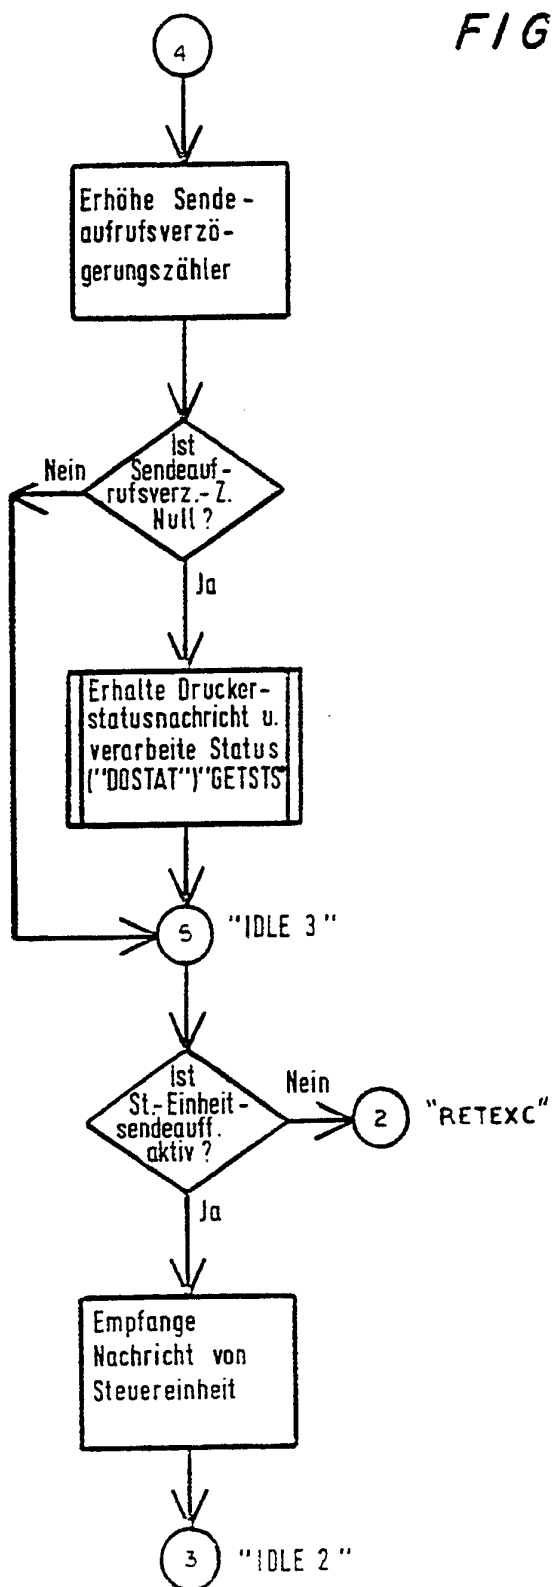 FIG
4
Erhöhe Sende-
aufrufsverzö-
gerungszähler
Ist
Sendeauf-
rufsverz.-Z.
Null?
Nein
Ja
Erhalte Drucker-
statusnachricht u.
verarbeite Status
("DOSTAT")"GETSTS"
5
"IDLE 3"
Ist
St.-Einheit-
sendeauff.
aktiv?
Nein
2
"RETEXC"
Ja
Empfange
Nachricht von
Steuereinheit
3
"IDLE 2"